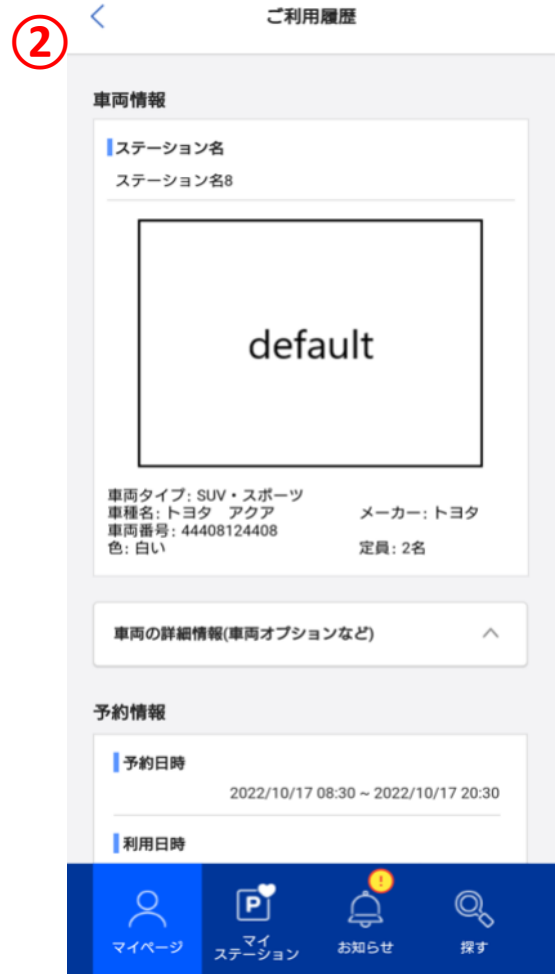 ②
ご利用履歴
車両情報
ステーション名
ステーション名8
default
車両タイプ: SUV・スポーツ
車種名: トヨタ　アクア メーカー: トヨタ
車両番号: 44408124408
色: 白い 定員: 2名
車両の詳細情報(車両オプションなど)
予約情報
予約日時
2022/10/17 08:30 ~ 2022/10/17 20:30
利用日時
P
!
マイページ
マイ
ステーション
お知らせ
探す